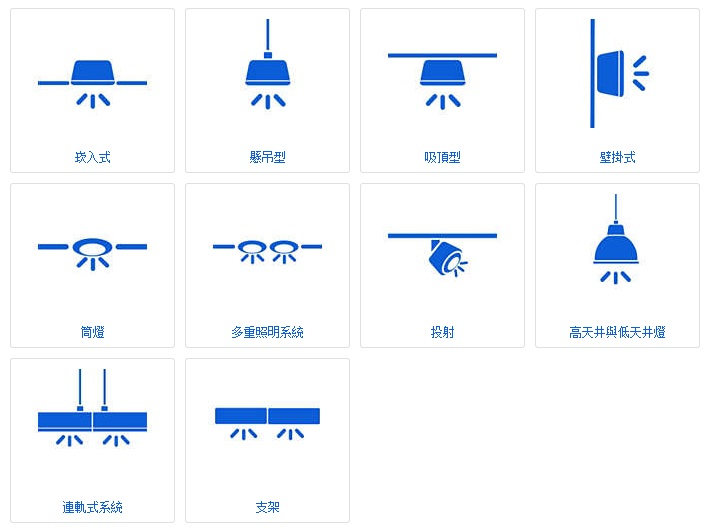 崁入式
懸吊型
吸頂型
壁掛式
筒燈
多重照明系統
投射
高天井與低天井燈
連軌式系統
支架